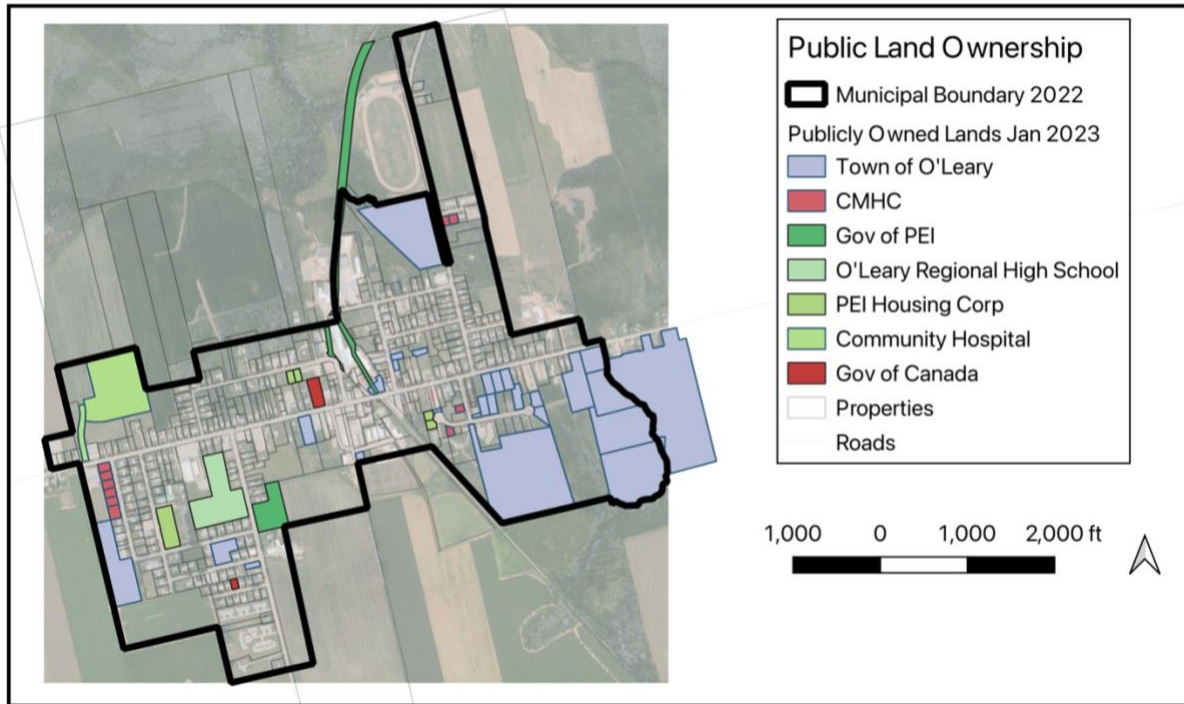 Public Land Ownership
Municipal Boundary 2022
Publicly Owned Lands Jan 2023
Town of O'Leary
CMHC
Gov of PEI
O'Leary Regional High School
PEI Housing Corp
Community Hospital
Gov of Canada
Properties
Roads
1,000 0 1,000 2,000 ft